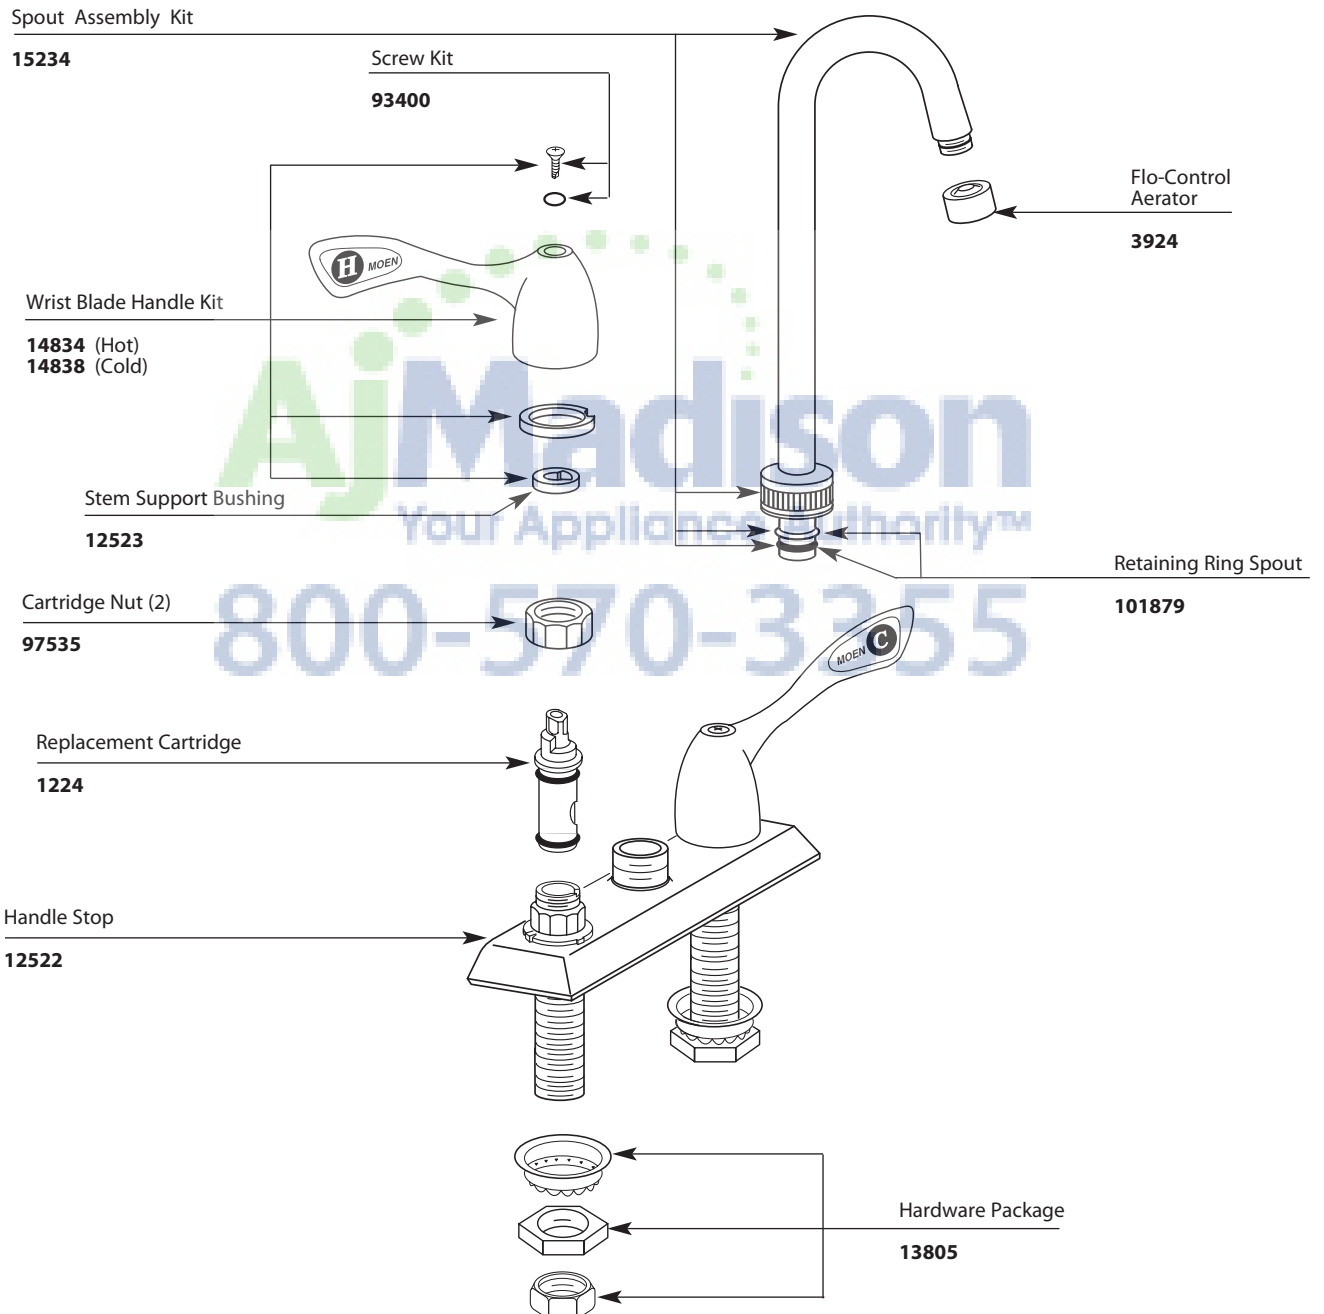 Spout Assembly Kit
15234
Screw Kit
93400
Flo-Control
Aerator
3924
H MOEN
Wrist Blade Handle Kit
14834 (Hot)
14838 (Cold)
AjMadison
Your Appliance Authority™
Stem Support Bushing
12523
Retaining Ring Spout
101879
800-570-3355
Cartridge Nut (2)
97535
MOEN C
Replacement Cartridge
1224
Handle Stop
12522
Hardware Package
13805